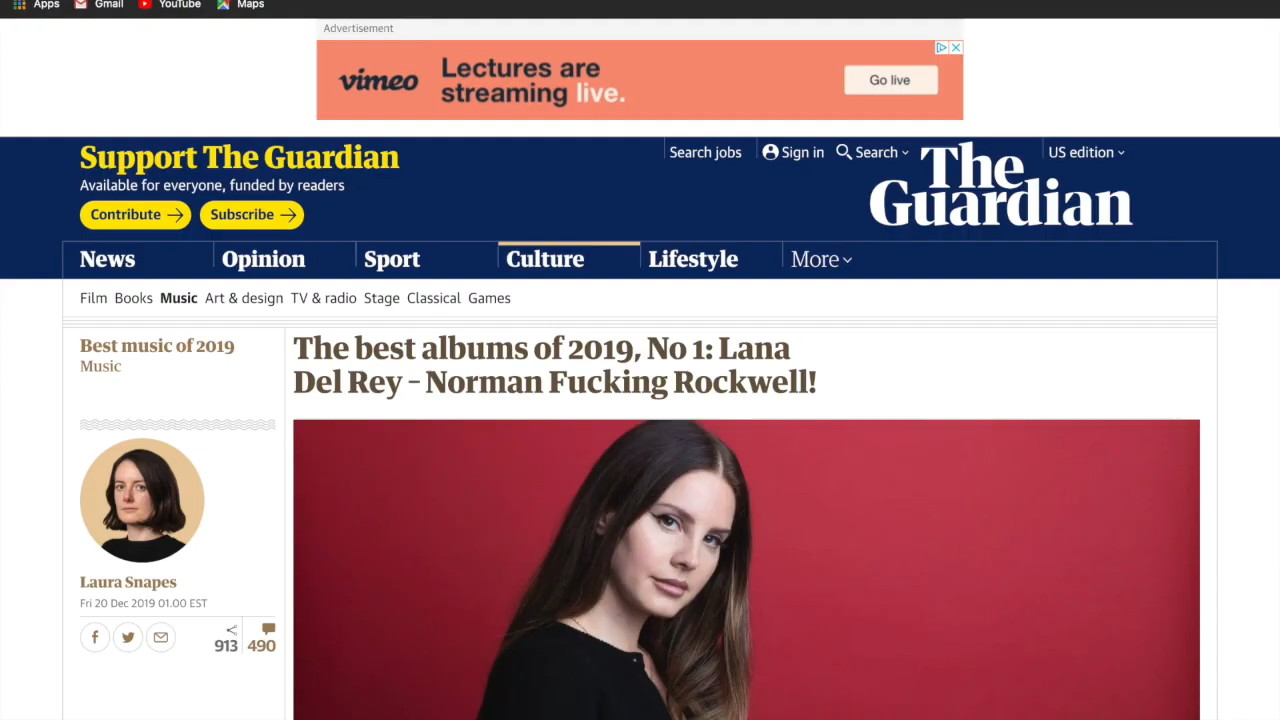 Apps Gmail YouTube Maps
Advertisement
vimeo
Lectures are
streaming live.
Go live
Support The Guardian
Available for everyone, funded by readers
Contribute
Subscribe
Search jobs
Sign in
Search
US edition
The
Guardian
News Opinion Sport Culture Lifestyle More
Film Books Music Art & design TV & radio Stage Classical Games
Best music of 2019
Music
The best albums of 2019, No 1: Lana
Del Rey – Norman Fucking Rockwell!
Laura Snapes
Fri 20 Dec 2019 01.00 EST
913 490